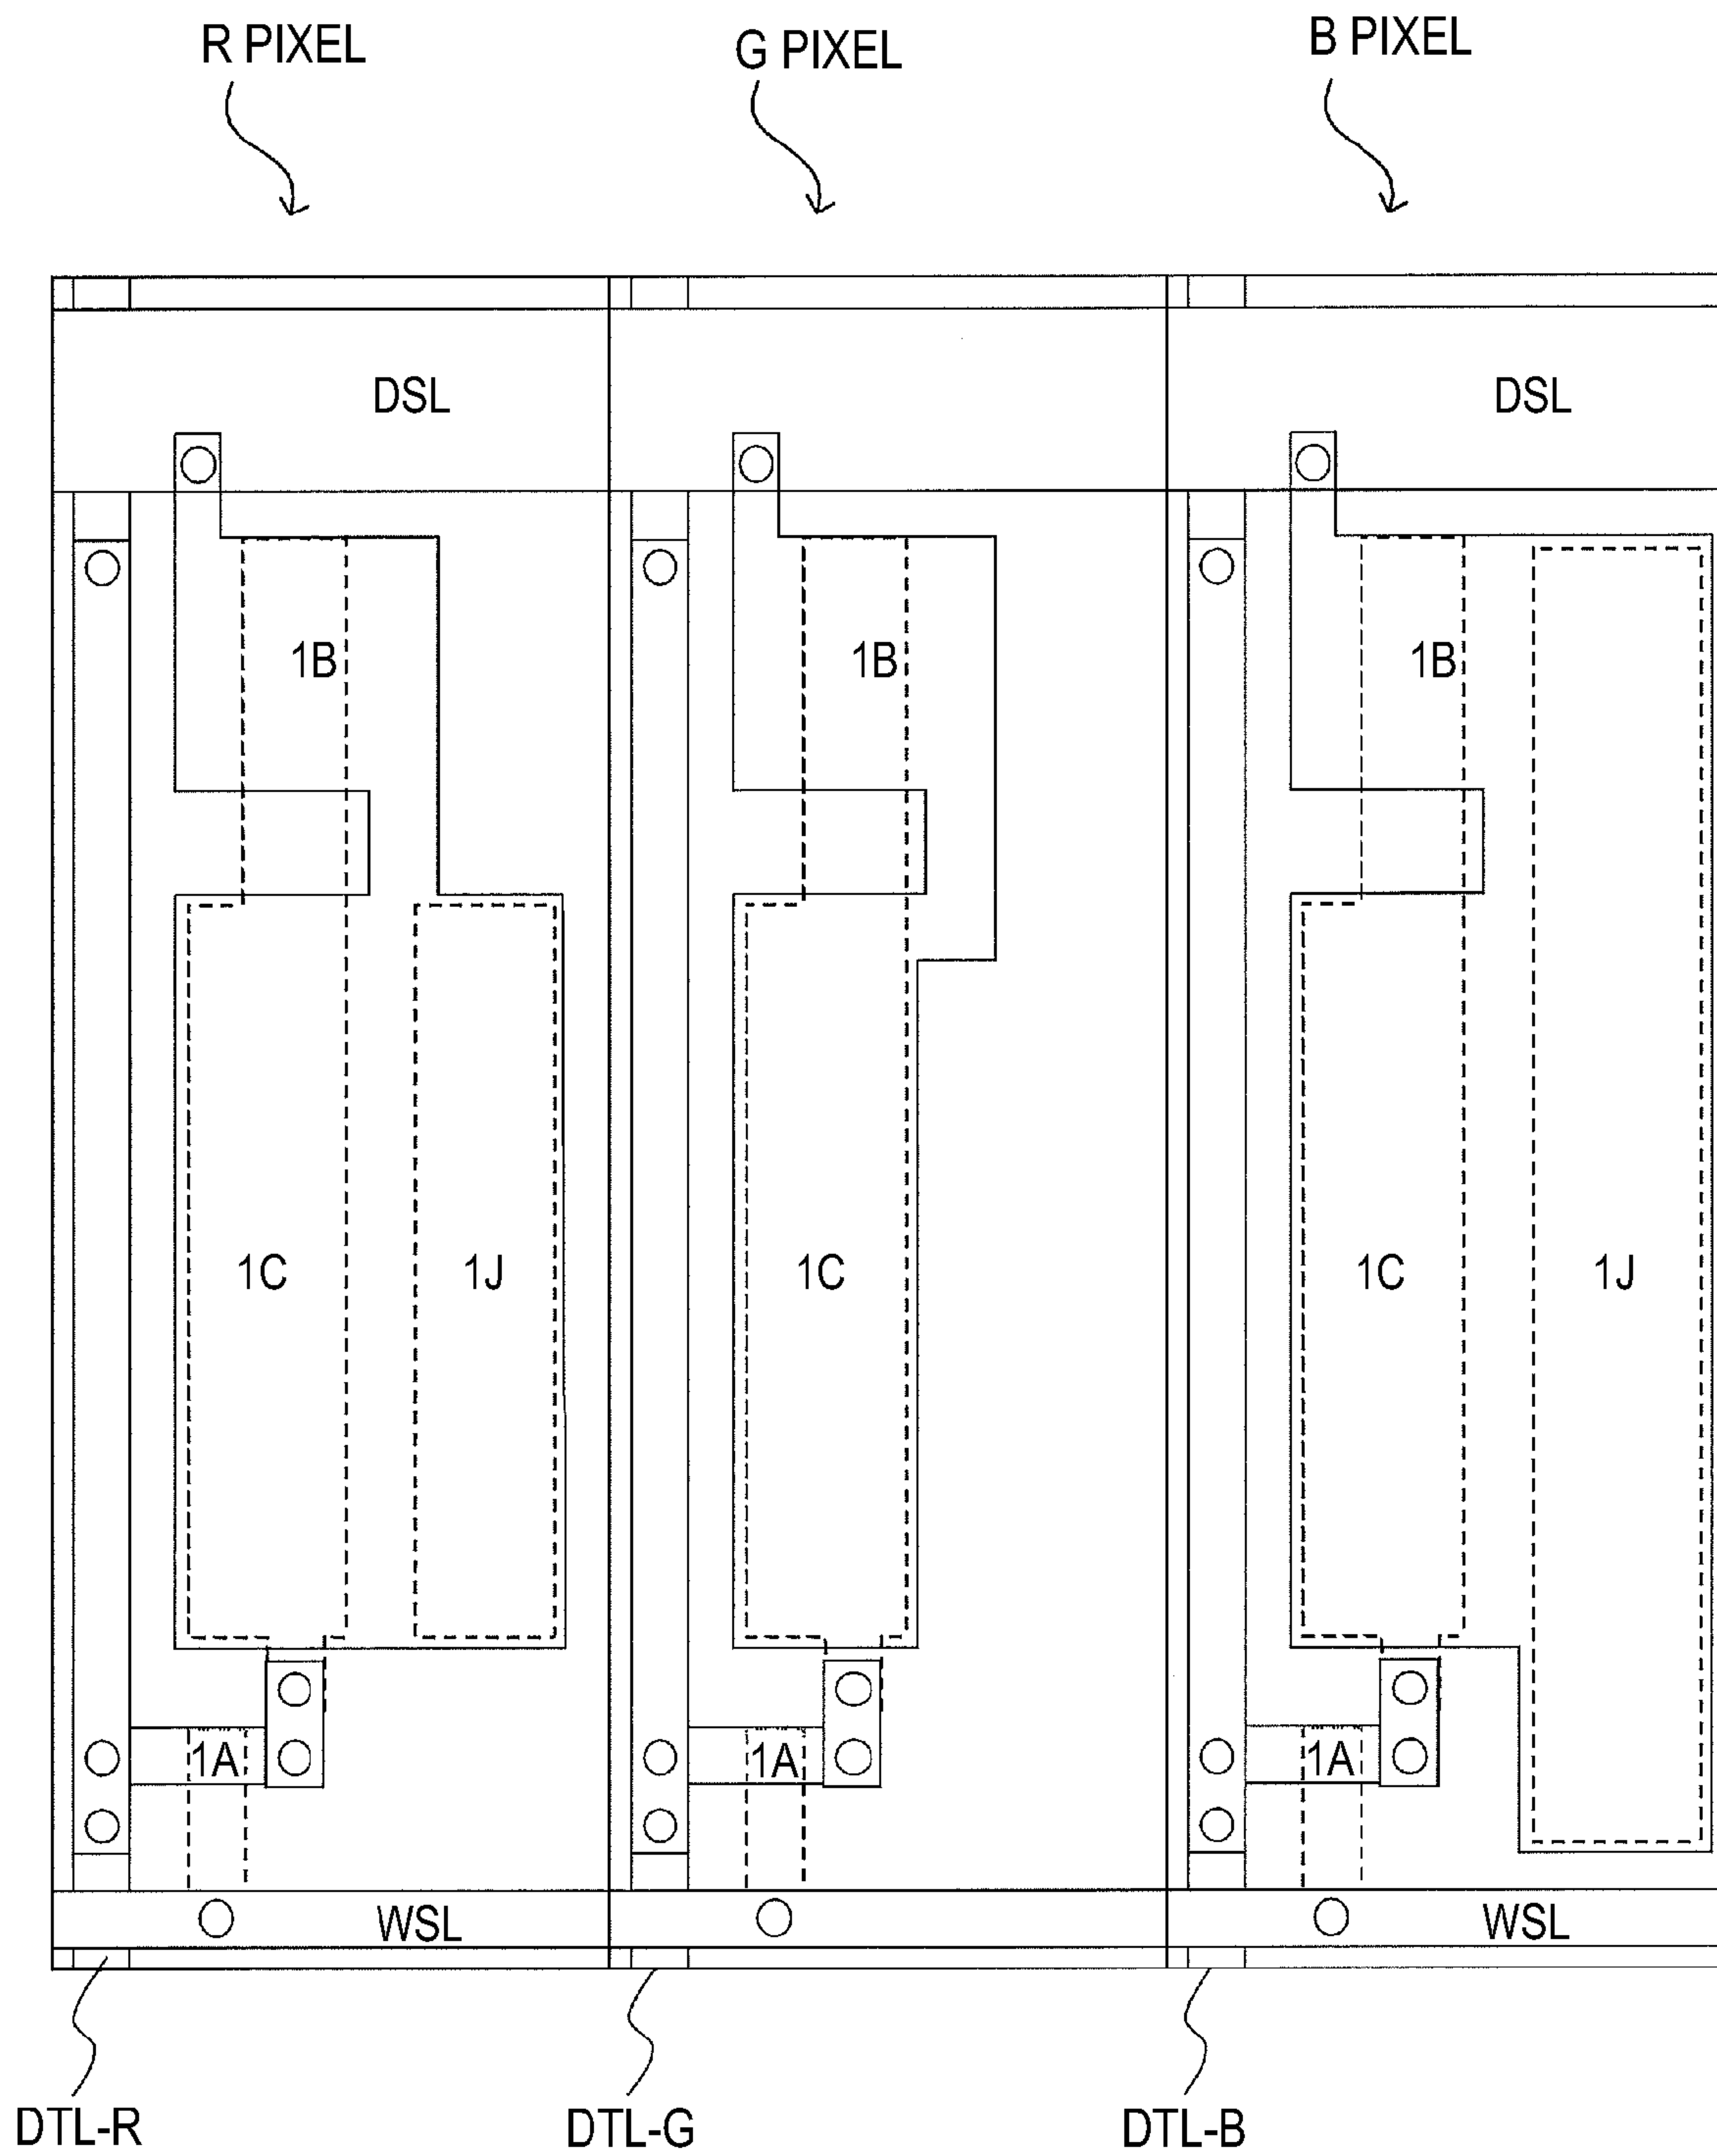 R PIXEL
G PIXEL
B PIXEL
DSL
DSL
1B
1B
1B
1C
1J
1C
1C
1J
1A
1A
1A
WSL
WSL
DTL-R
DTL-G
DTL-B